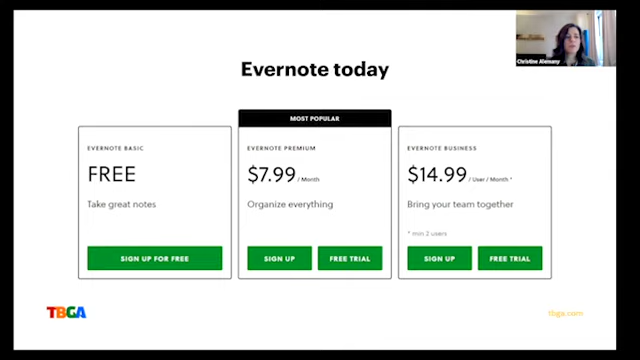 Christine Alemany
Evernote today
MOST POPULAR
EVERNOTE BASIC
FREE
Take great notes
SIGN UP FOR FREE
EVERNOTE PREMIUM
$7.99 / Month
Organize everything
SIGN UP
FREE TRIAL
EVERNOTE BUSINESS
$14.99 / User / Month *
Bring your team together
* min 2 users
SIGN UP
FREE TRIAL
TBGA
tbga.com